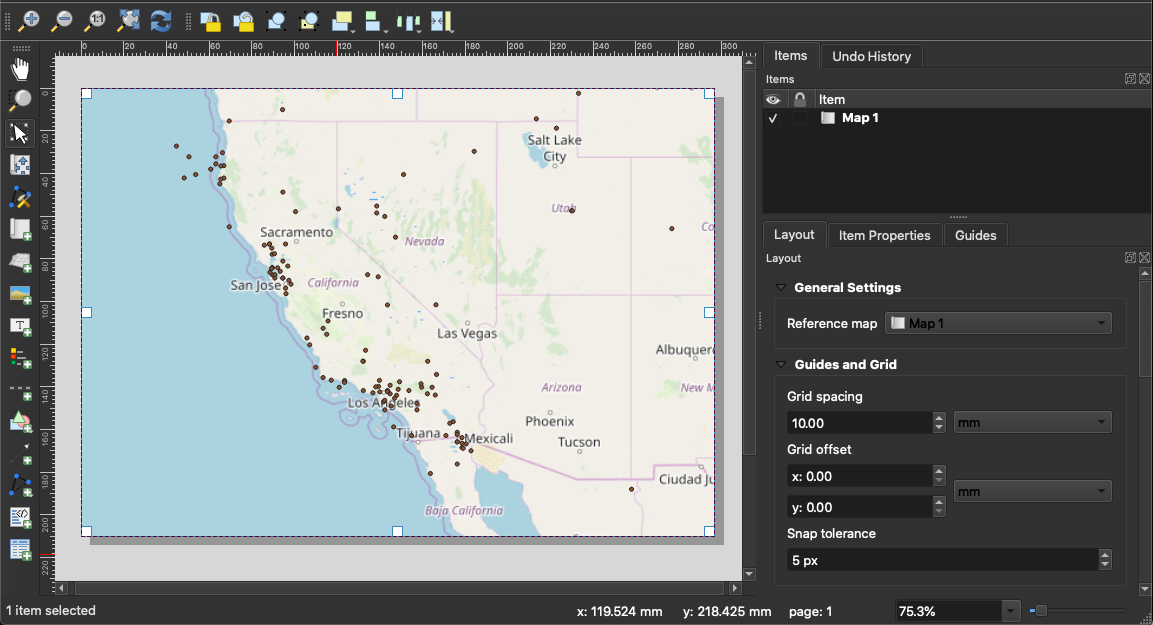 1:1
0 20 40 60 80 100 120 140 160 180 200 220 240 260 280 300
Items
Undo History
Items
Item
✓ Map 1
0
20
40
60
80
100
120
140
160
180
200
220
Salt Lake
City
Utah
Co
Sacramento
Nevada
San Jose
California
Fresno
Las Vegas
Albuquer
Los Angeles
Arizona
New M
Phoenix
Tijuana
Mexicali
Tucson
Ciudad Ju
Baja California
Layout
Item Properties
Guides
Layout
General Settings
Reference map
Map 1
Guides and Grid
Grid spacing
10.00
mm
Grid offset
x: 0.00
mm
y: 0.00
Snap tolerance
5 px
1 item selected
x: 119.524 mm
y: 218.425 mm
page: 1
75.3%